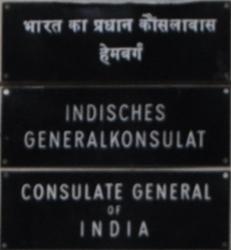 भारत का प्रधान कौंसलावास
हेमबर्ग
INDISCHES
GENERALKONSULAT
CONSULATE GENERAL
OF
INDIA